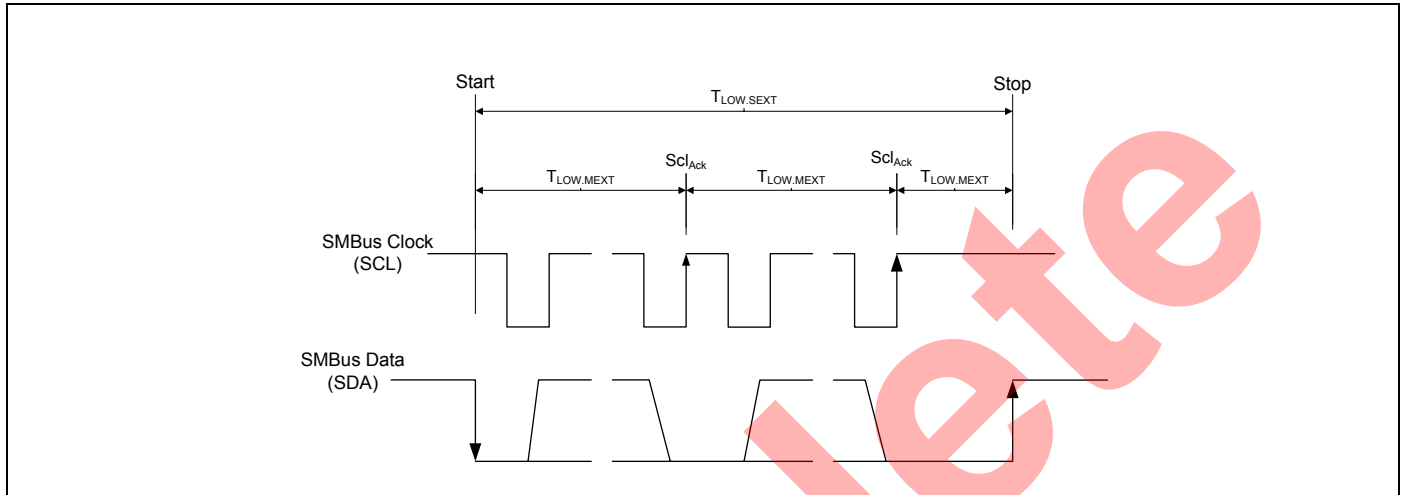 Start
Stop
TLOW.SEXT
SclAck
SclAck
TLOW.MEXT
TLOW.MEXT
TLOW.MEXT
SMBus Clock
(SCL)
SMBus Data
(SDA)
lete